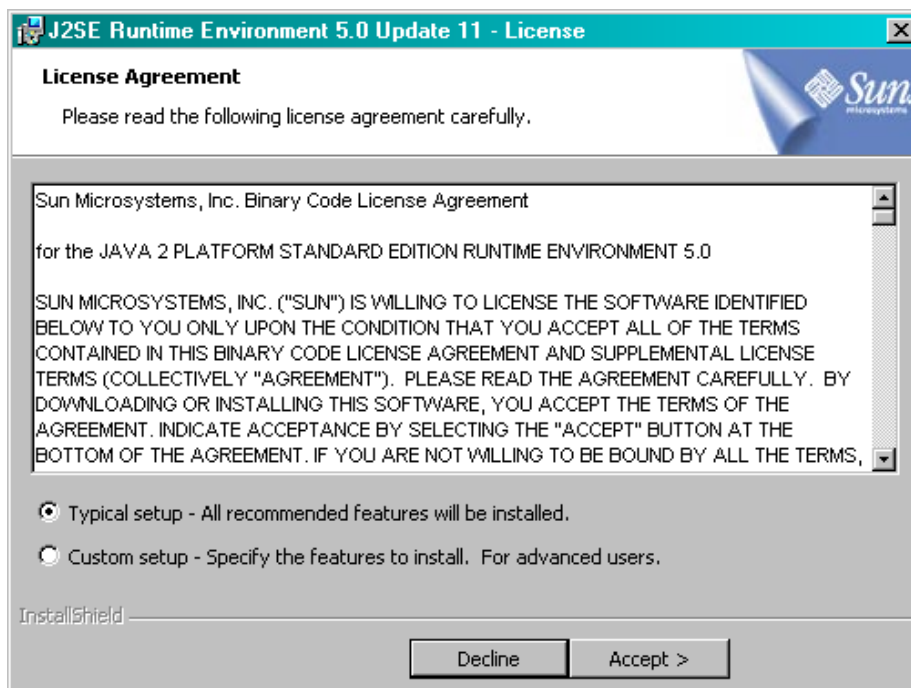 J2SE Runtime Environment 5.0 Update 11 - License
License Agreement
Please read the following license agreement carefully.
Sun
microsystems
Sun Microsystems, Inc. Binary Code License Agreement
for the JAVA 2 PLATFORM STANDARD EDITION RUNTIME ENVIRONMENT 5.0
SUN MICROSYSTEMS, INC. ("SUN") IS WILLING TO LICENSE THE SOFTWARE IDENTIFIED
BELOW TO YOU ONLY UPON THE CONDITION THAT YOU ACCEPT ALL OF THE TERMS
CONTAINED IN THIS BINARY CODE LICENSE AGREEMENT AND SUPPLEMENTAL LICENSE
TERMS (COLLECTIVELY "AGREEMENT").  PLEASE READ THE AGREEMENT CAREFULLY.  BY
DOWNLOADING OR INSTALLING THIS SOFTWARE, YOU ACCEPT THE TERMS OF THE
AGREEMENT. INDICATE ACCEPTANCE BY SELECTING THE "ACCEPT" BUTTON AT THE
BOTTOM OF THE AGREEMENT. IF YOU ARE NOT WILLING TO BE BOUND BY ALL THE TERMS,
Typical setup - All recommended features will be installed.
Custom setup - Specify the features to install.  For advanced users.
InstallShield
Decline
Accept >